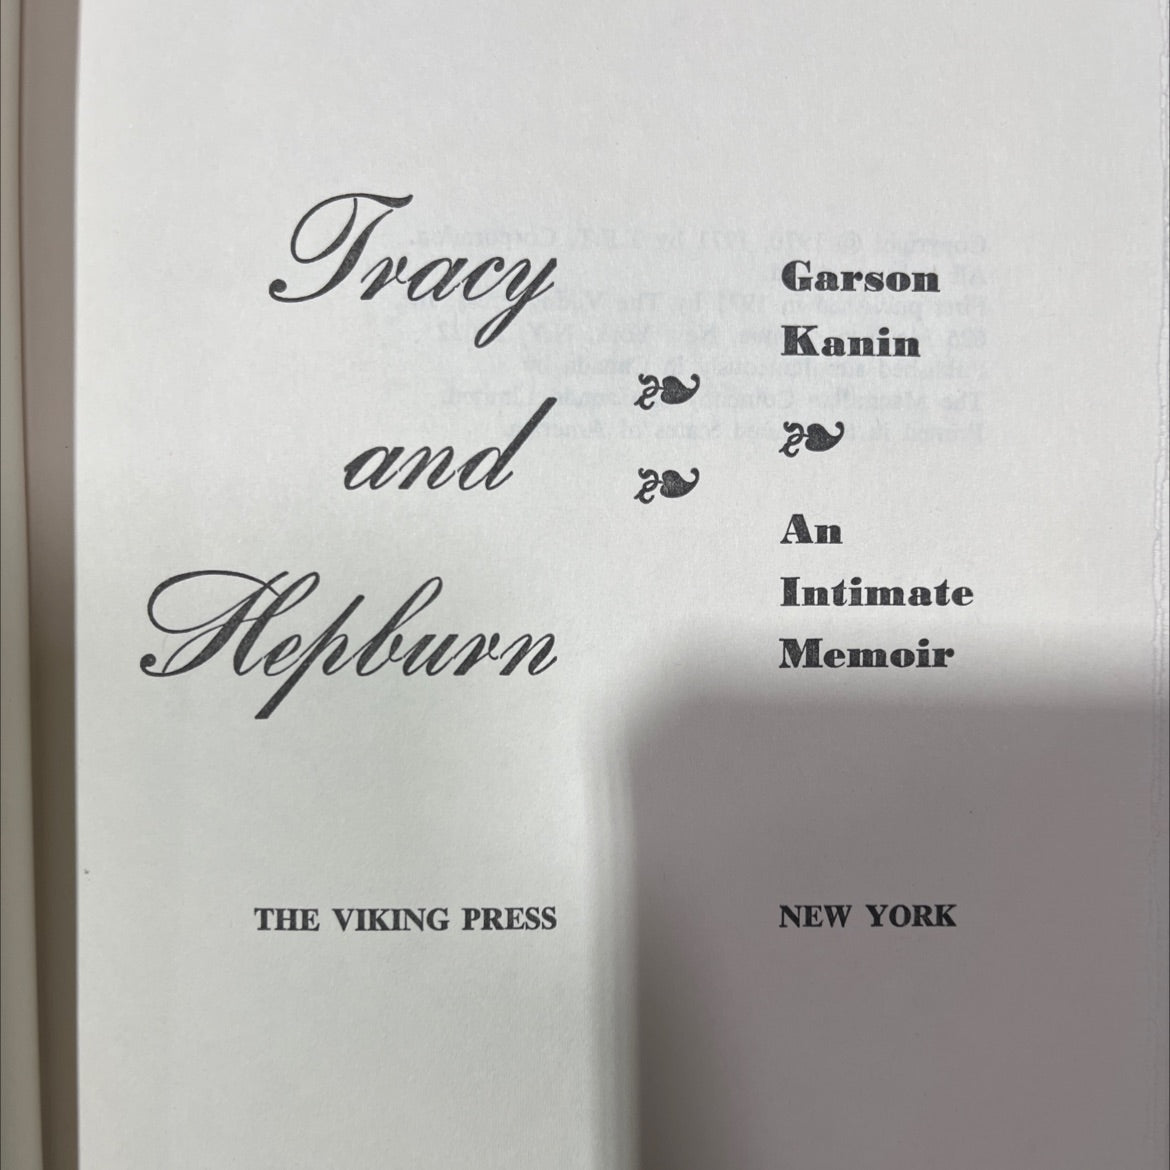 Tracy
and
Hepburn
Garson
Kanin
An
Intimate
Memoir
THE VIKING PRESS
NEW YORK